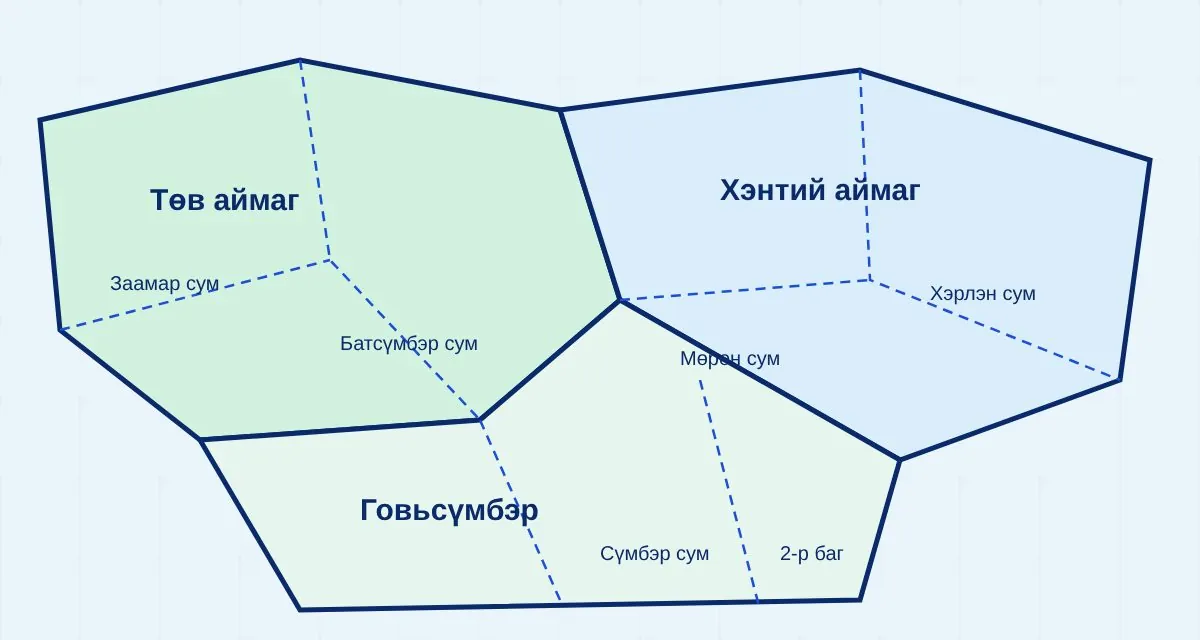 Төв аймаг
Хэнтий аймаг
Заамар сум
Хэрлэн сум
Батсүмбэр сум
Мөрөн сум
Говьсүмбэр
Сүмбэр сум
2-р баг